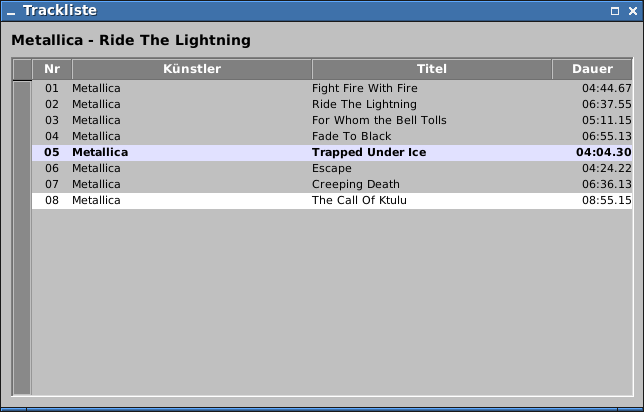 Trackliste
Metallica - Ride The Lightning
Nr Künstler Titel Dauer
01 Metallica Fight Fire With Fire 04:44.67
02 Metallica Ride The Lightning 06:37.55
03 Metallica For Whom the Bell Tolls 05:11.15
04 Metallica Fade To Black 06:55.13
05 Metallica Trapped Under Ice 04:04.30
06 Metallica Escape 04:24.22
07 Metallica Creeping Death 06:36.13
08 Metallica The Call Of Ktulu 08:55.15